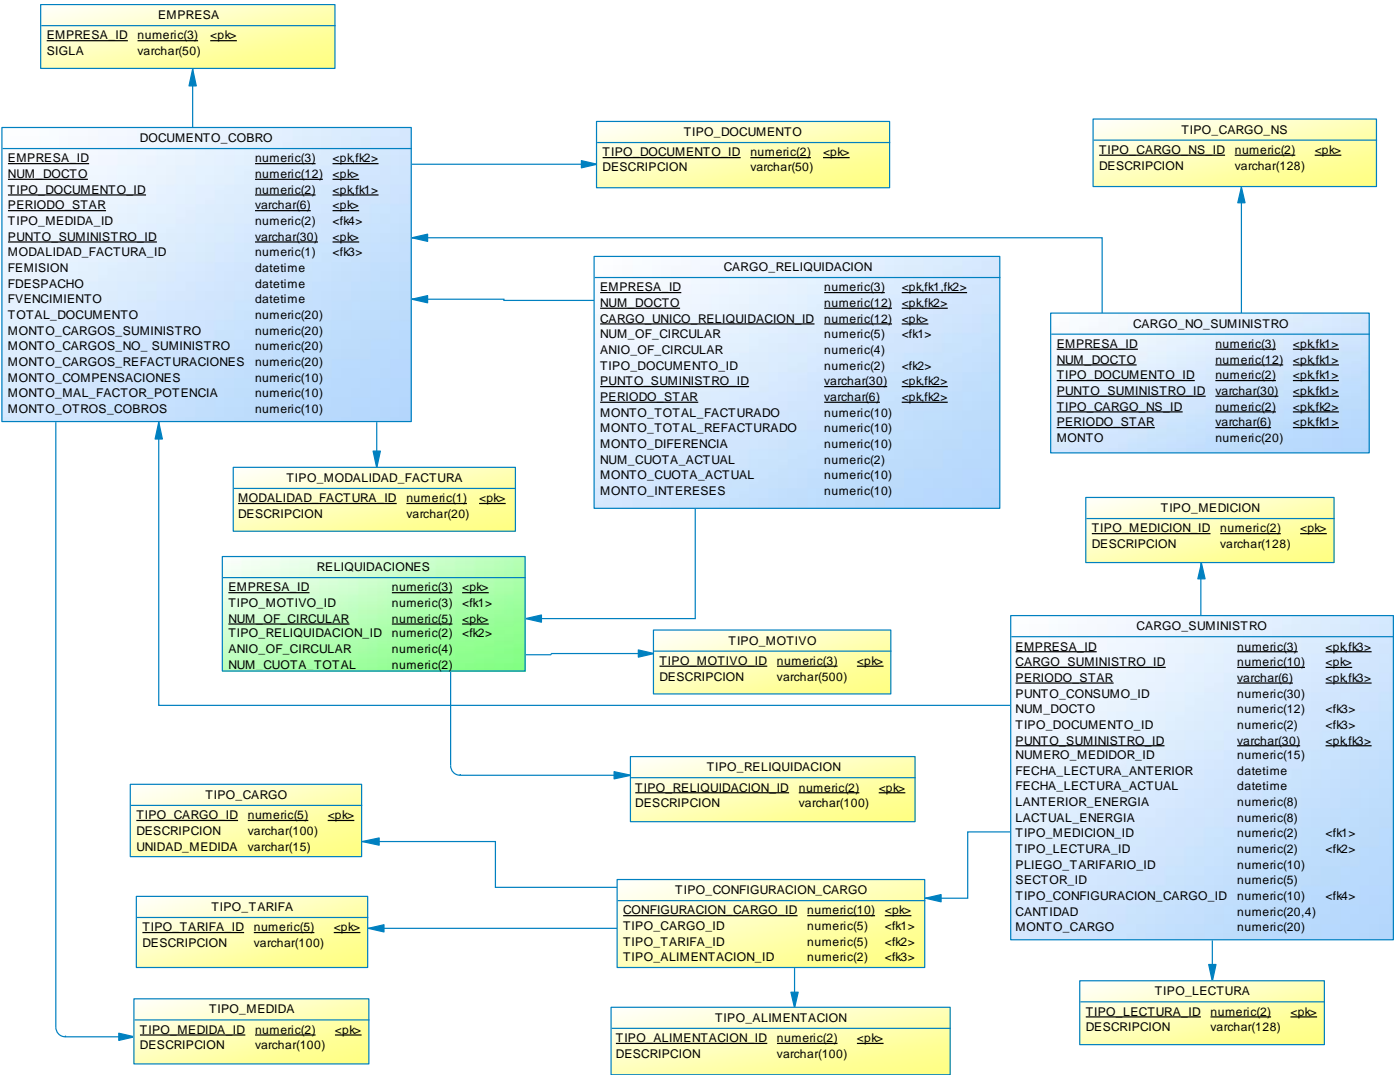 EMPRESA
EMPRESA_ID numeric(3) <pk>
SIGLA varchar(50)
DOCUMENTO_COBRO
EMPRESA_ID numeric(3) <pk,fk2>
NUM_DOCTO numeric(12) <pk>
TIPO_DOCUMENTO_ID numeric(2) <pk,fk1>
PERIODO_STAR varchar(6) <pk>
TIPO_MEDIDA_ID numeric(2) <fk4>
PUNTO_SUMINISTRO_ID varchar(30) <pk>
MODALIDAD_FACTURA_ID numeric(1) <fk3>
FEMISION datetime
FDESPACHO datetime
FVENCIMIENTO datetime
TOTAL_DOCUMENTO numeric(20)
MONTO_CARGOS_SUMINISTRO numeric(20)
MONTO_CARGOS_NO_ SUMINISTRO numeric(20)
MONTO_CARGOS_REFACTURACIONES numeric(20)
MONTO_COMPENSACIONES numeric(10)
MONTO_MAL_FACTOR_POTENCIA numeric(10)
MONTO_OTROS_COBROS numeric(10)
TIPO_DOCUMENTO
TIPO_DOCUMENTO_ID numeric(2) <pk>
DESCRIPCION varchar(50)
TIPO_CARGO_NS
TIPO_CARGO_NS_ID numeric(2) <pk>
DESCRIPCION varchar(128)
CARGO_RELIQUIDACION
EMPRESA_ID numeric(3) <pk,fk1,fk2>
NUM_DOCTO numeric(12) <pk,fk2>
CARGO_UNICO_RELIQUIDACION_ID numeric(12) <pk>
NUM_OF_CIRCULAR numeric(5) <fk1>
ANIO_OF_CIRCULAR numeric(4)
TIPO_DOCUMENTO_ID numeric(2) <fk2>
PUNTO_SUMINISTRO_ID varchar(30) <pk,fk2>
PERIODO_STAR varchar(6) <pk,fk2>
MONTO_TOTAL_FACTURADO numeric(10)
MONTO_TOTAL_REFACTURADO numeric(10)
MONTO_DIFERENCIA numeric(10)
NUM_CUOTA_ACTUAL numeric(2)
MONTO_CUOTA_ACTUAL numeric(10)
MONTO_INTERESES numeric(10)
CARGO_NO_SUMINISTRO
EMPRESA_ID numeric(3) <pk,fk1>
NUM_DOCTO numeric(12) <pk,fk1>
TIPO_DOCUMENTO_ID numeric(2) <pk,fk1>
PUNTO_SUMINISTRO_ID varchar(30) <pk,fk1>
TIPO_CARGO_NS_ID numeric(2) <pk,fk2>
PERIODO_STAR varchar(6) <pk,fk1>
MONTO numeric(20)
TIPO_MODALIDAD_FACTURA
MODALIDAD_FACTURA_ID numeric(1) <pk>
DESCRIPCION varchar(20)
TIPO_MEDICION
TIPO_MEDICION_ID numeric(2) <pk>
DESCRIPCION varchar(128)
RELIQUIDACIONES
EMPRESA_ID numeric(3) <pk>
TIPO_MOTIVO_ID numeric(3) <fk1>
NUM_OF_CIRCULAR numeric(5) <pk>
TIPO_RELIQUIDACION_ID numeric(2) <fk2>
ANIO_OF_CIRCULAR numeric(4)
NUM_CUOTA_TOTAL numeric(2)
TIPO_MOTIVO
TIPO_MOTIVO_ID numeric(3) <pk>
DESCRIPCION varchar(500)
CARGO_SUMINISTRO
EMPRESA_ID numeric(3) <pk,fk3>
CARGO_SUMINISTRO_ID numeric(10) <pk>
PERIODO_STAR varchar(6) <pk,fk3>
PUNTO_CONSUMO_ID numeric(30)
NUM_DOCTO numeric(12) <fk3>
TIPO_DOCUMENTO_ID numeric(2) <fk3>
PUNTO_SUMINISTRO_ID varchar(30) <pk,fk3>
NUMERO_MEDIDOR_ID numeric(15)
FECHA_LECTURA_ANTERIOR datetime
FECHA_LECTURA_ACTUAL datetime
LANTERIOR_ENERGIA numeric(8)
LACTUAL_ENERGIA numeric(8)
TIPO_MEDICION_ID numeric(2) <fk1>
TIPO_LECTURA_ID numeric(2) <fk2>
PLIEGO_TARIFARIO_ID numeric(10)
SECTOR_ID numeric(5)
TIPO_CONFIGURACION_CARGO_ID numeric(10) <fk4>
CANTIDAD numeric(20,4)
MONTO_CARGO numeric(20)
TIPO_RELIQUIDACION
TIPO_RELIQUIDACION_ID numeric(2) <pk>
DESCRIPCION varchar(100)
TIPO_CARGO
TIPO_CARGO_ID numeric(5) <pk>
DESCRIPCION varchar(100)
UNIDAD_MEDIDA varchar(15)
TIPO_CONFIGURACION_CARGO
CONFIGURACION_CARGO_ID numeric(10) <pk>
TIPO_CARGO_ID numeric(5) <fk1>
TIPO_TARIFA_ID numeric(5) <fk2>
TIPO_ALIMENTACION_ID numeric(2) <fk3>
TIPO_TARIFA
TIPO_TARIFA_ID numeric(5) <pk>
DESCRIPCION varchar(100)
TIPO_MEDIDA
TIPO_MEDIDA_ID numeric(2) <pk>
DESCRIPCION varchar(100)
TIPO_ALIMENTACION
TIPO_ALIMENTACION_ID numeric(2) <pk>
DESCRIPCION varchar(100)
TIPO_LECTURA
TIPO_LECTURA_ID numeric(2) <pk>
DESCRIPCION varchar(128)